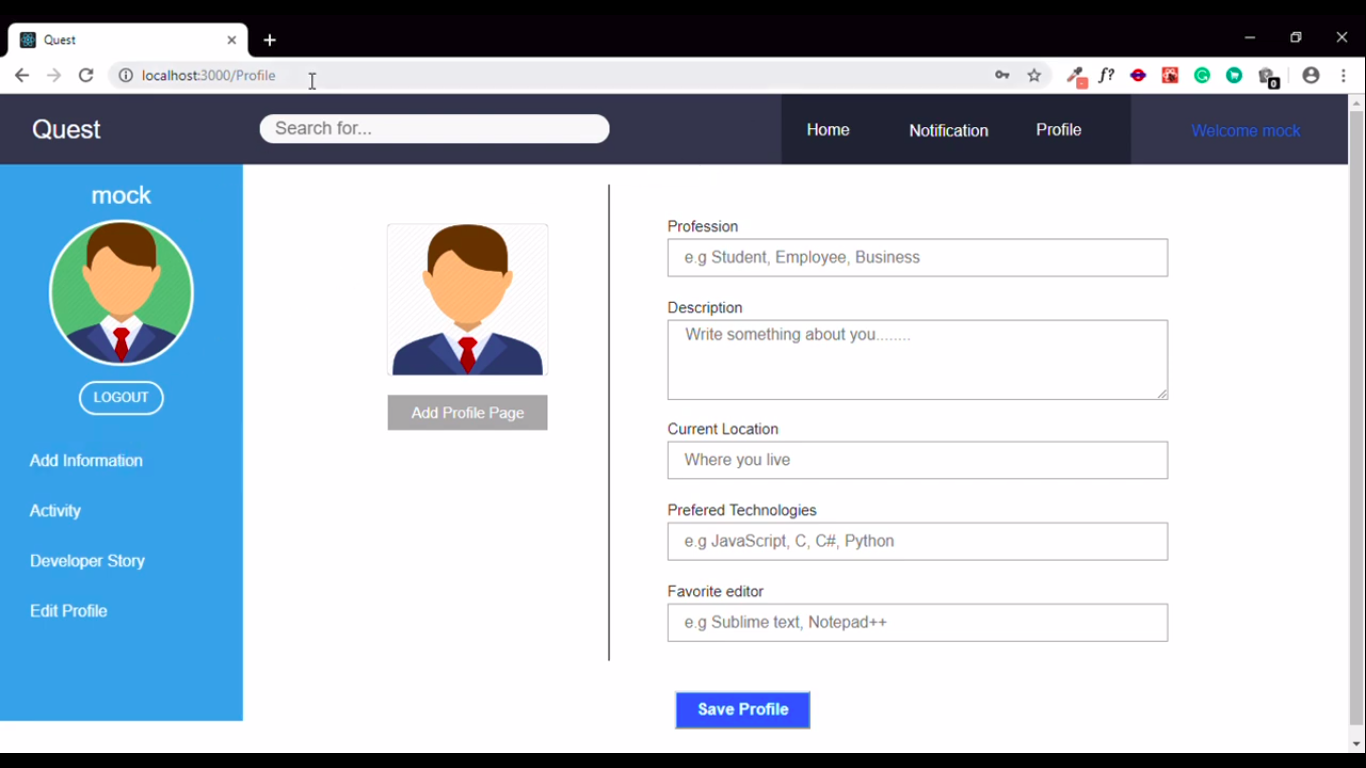 Quest
localhost:3000/Profile
f?
0
Quest
Search for...
Home
Notification
Profile
Welcome mock
mock
LOGOUT
Add Information
Activity
Developer Story
Edit Profile
Add Profile Page
Profession
e.g Student, Employee, Business
Description
Write something about you........
Current Location
Where you live
Prefered Technologies
e.g JavaScript, C, C#, Python
Favorite editor
e.g Sublime text, Notepad++
Save Profile